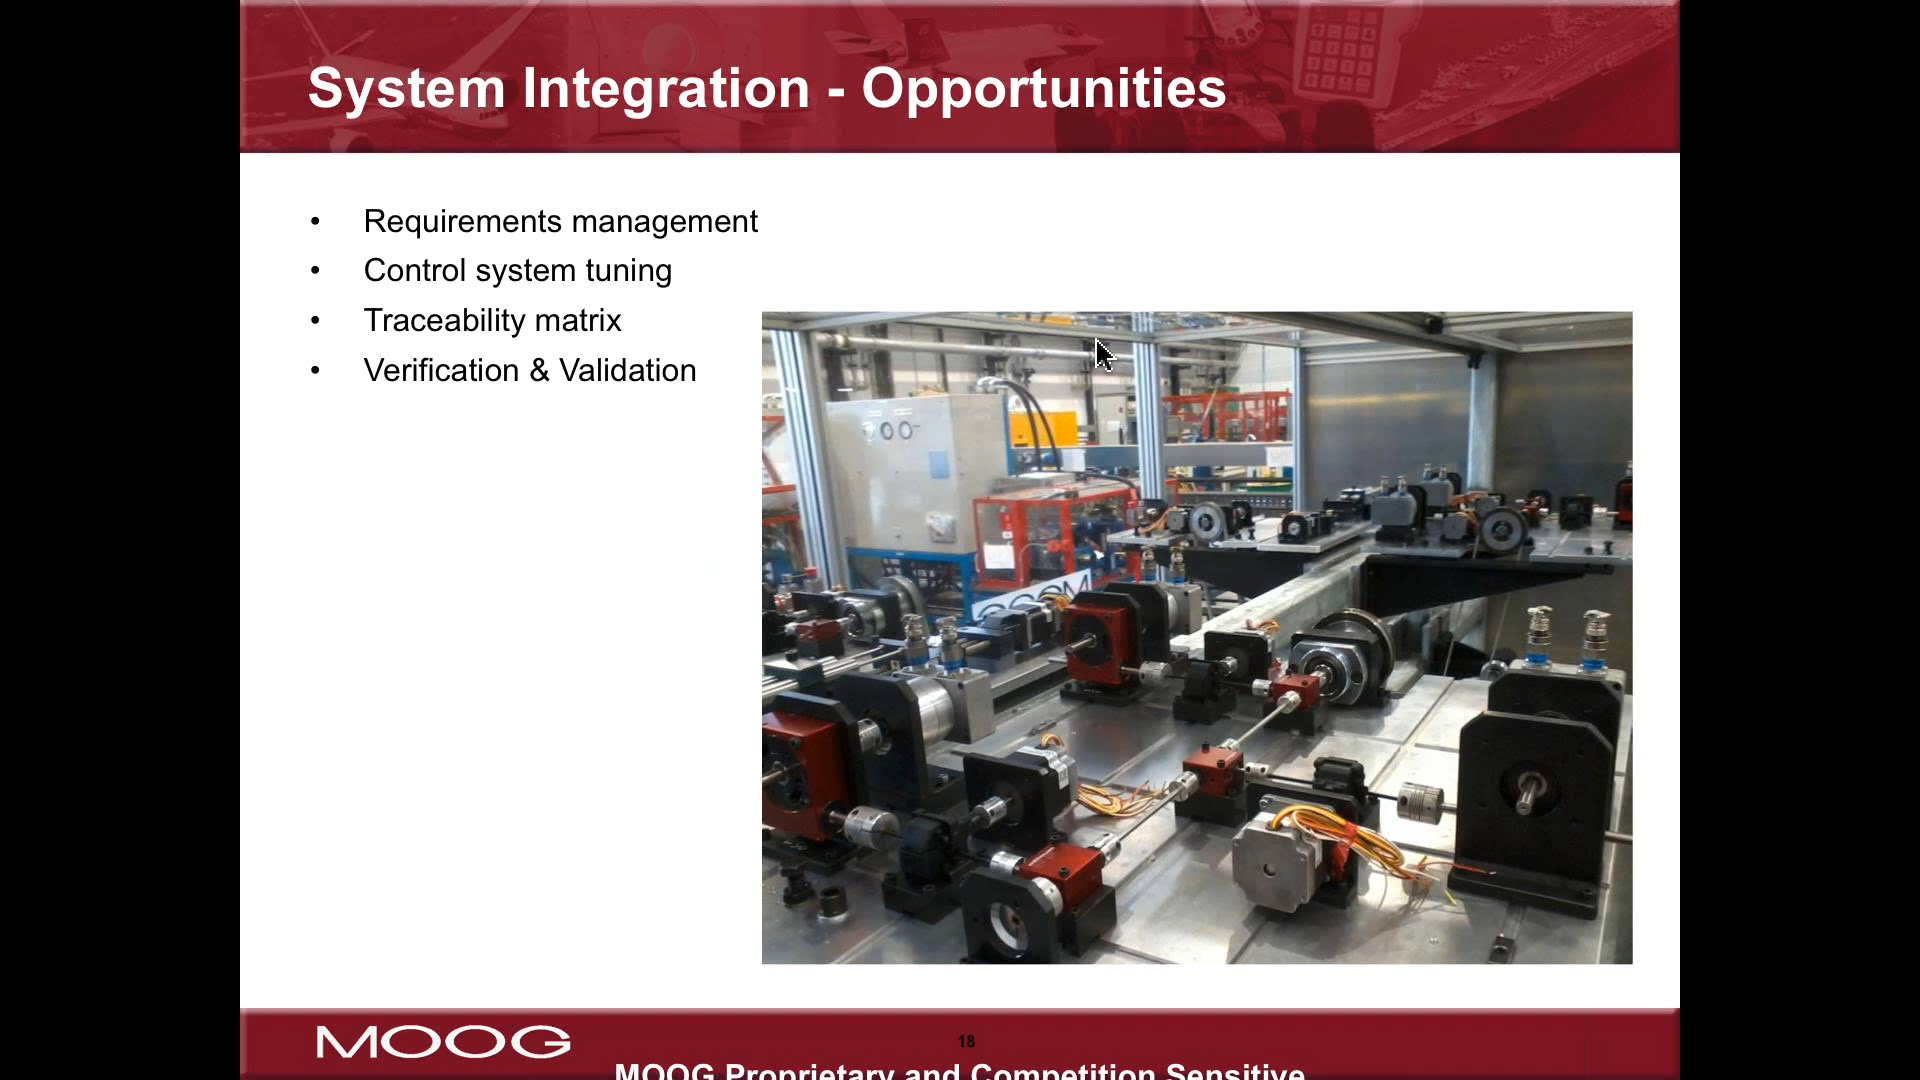 System Integration - Opportunities
• Requirements management
• Control system tuning
• Traceability matrix
• Verification & Validation
MOOG
18
MOOG Proprietary and Competition Sensitive